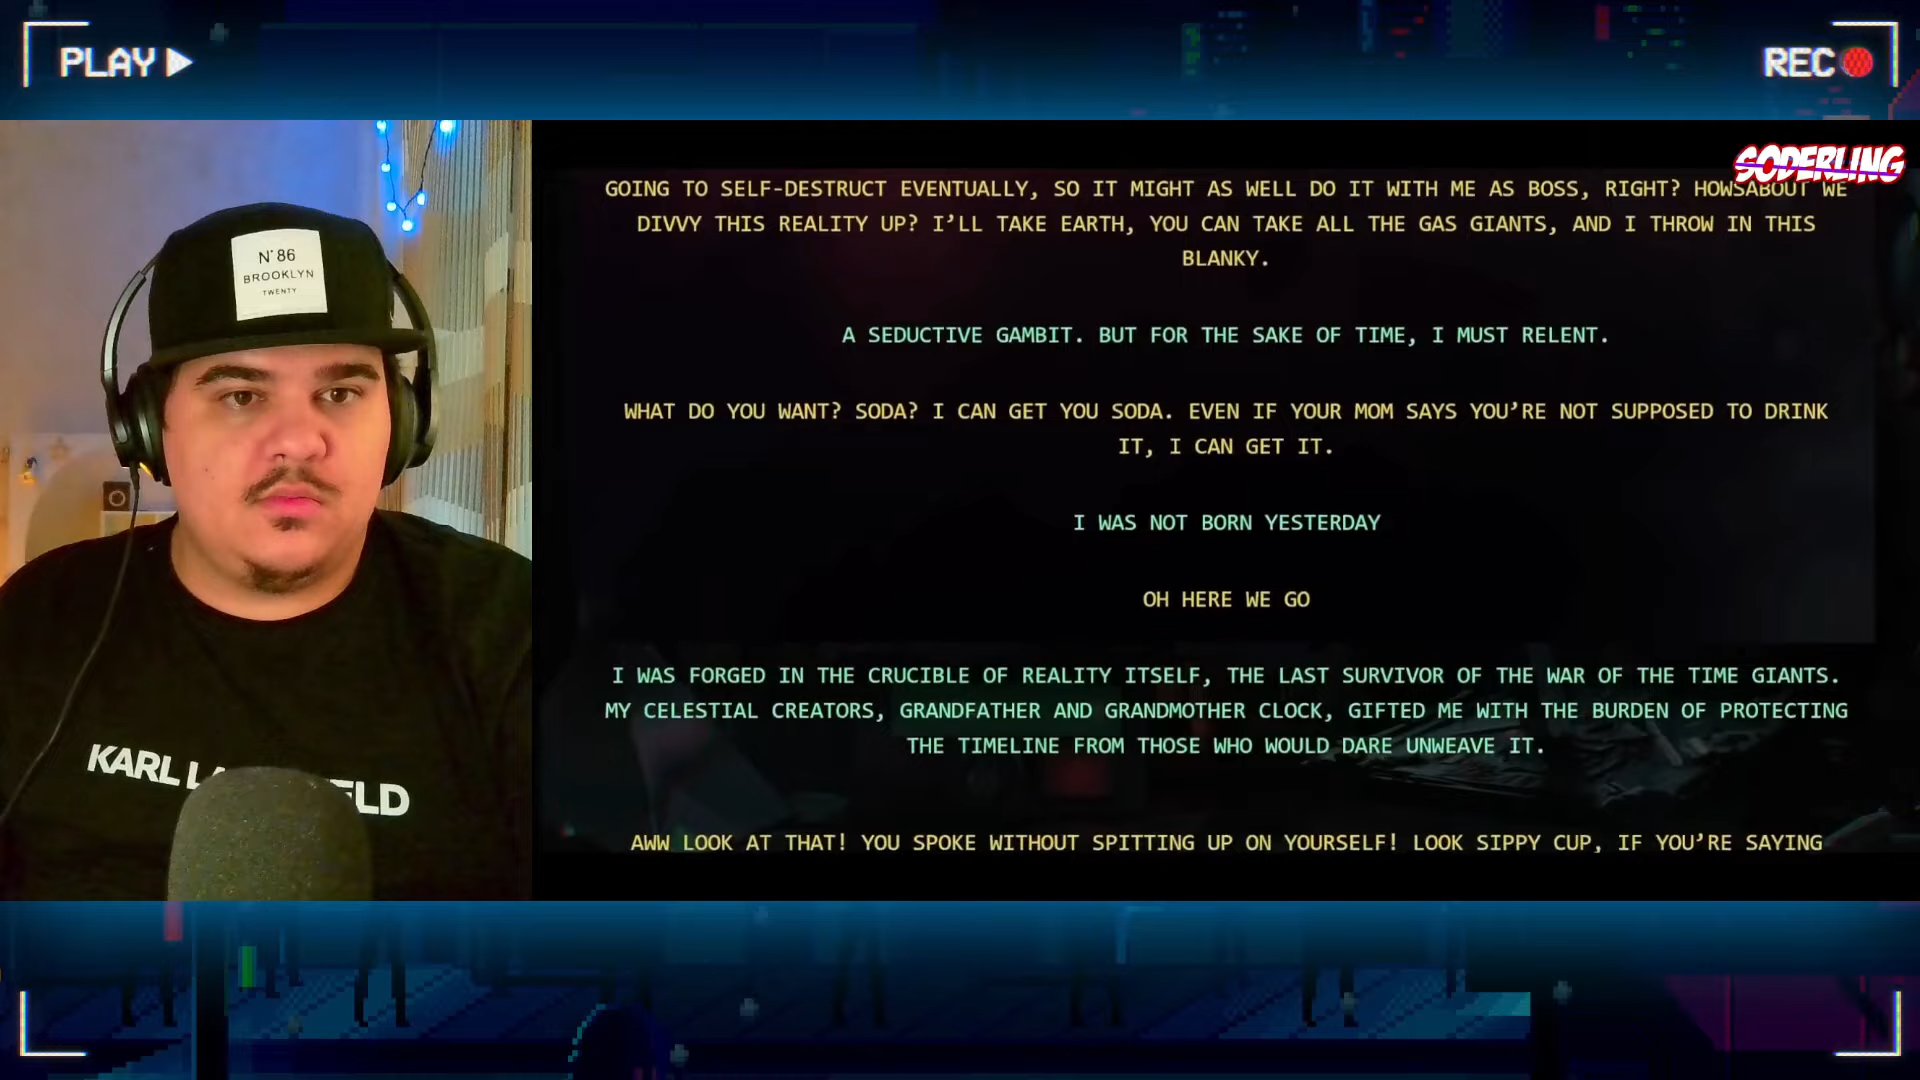 PLAY
REC
SODERLING
N°86
BROOKLYN
TWENTY
KARL L
ELD
GOING TO SELF-DESTRUCT EVENTUALLY, SO IT MIGHT AS WELL DO IT WITH ME AS BOSS, RIGHT? HOWSABOUT WE
DIVVY THIS REALITY UP? I’LL TAKE EARTH, YOU CAN TAKE ALL THE GAS GIANTS, AND I THROW IN THIS
BLANKY.
A SEDUCTIVE GAMBIT. BUT FOR THE SAKE OF TIME, I MUST RELENT.
WHAT DO YOU WANT? SODA? I CAN GET YOU SODA. EVEN IF YOUR MOM SAYS YOU’RE NOT SUPPOSED TO DRINK
IT, I CAN GET IT.
I WAS NOT BORN YESTERDAY
OH HERE WE GO
I WAS FORGED IN THE CRUCIBLE OF REALITY ITSELF, THE LAST SURVIVOR OF THE WAR OF THE TIME GIANTS.
MY CELESTIAL CREATORS, GRANDFATHER AND GRANDMOTHER CLOCK, GIFTED ME WITH THE BURDEN OF PROTECTING
THE TIMELINE FROM THOSE WHO WOULD DARE UNWEAVE IT.
AWW LOOK AT THAT! YOU SPOKE WITHOUT SPITTING UP ON YOURSELF! LOOK SIPPY CUP, IF YOU’RE SAYING